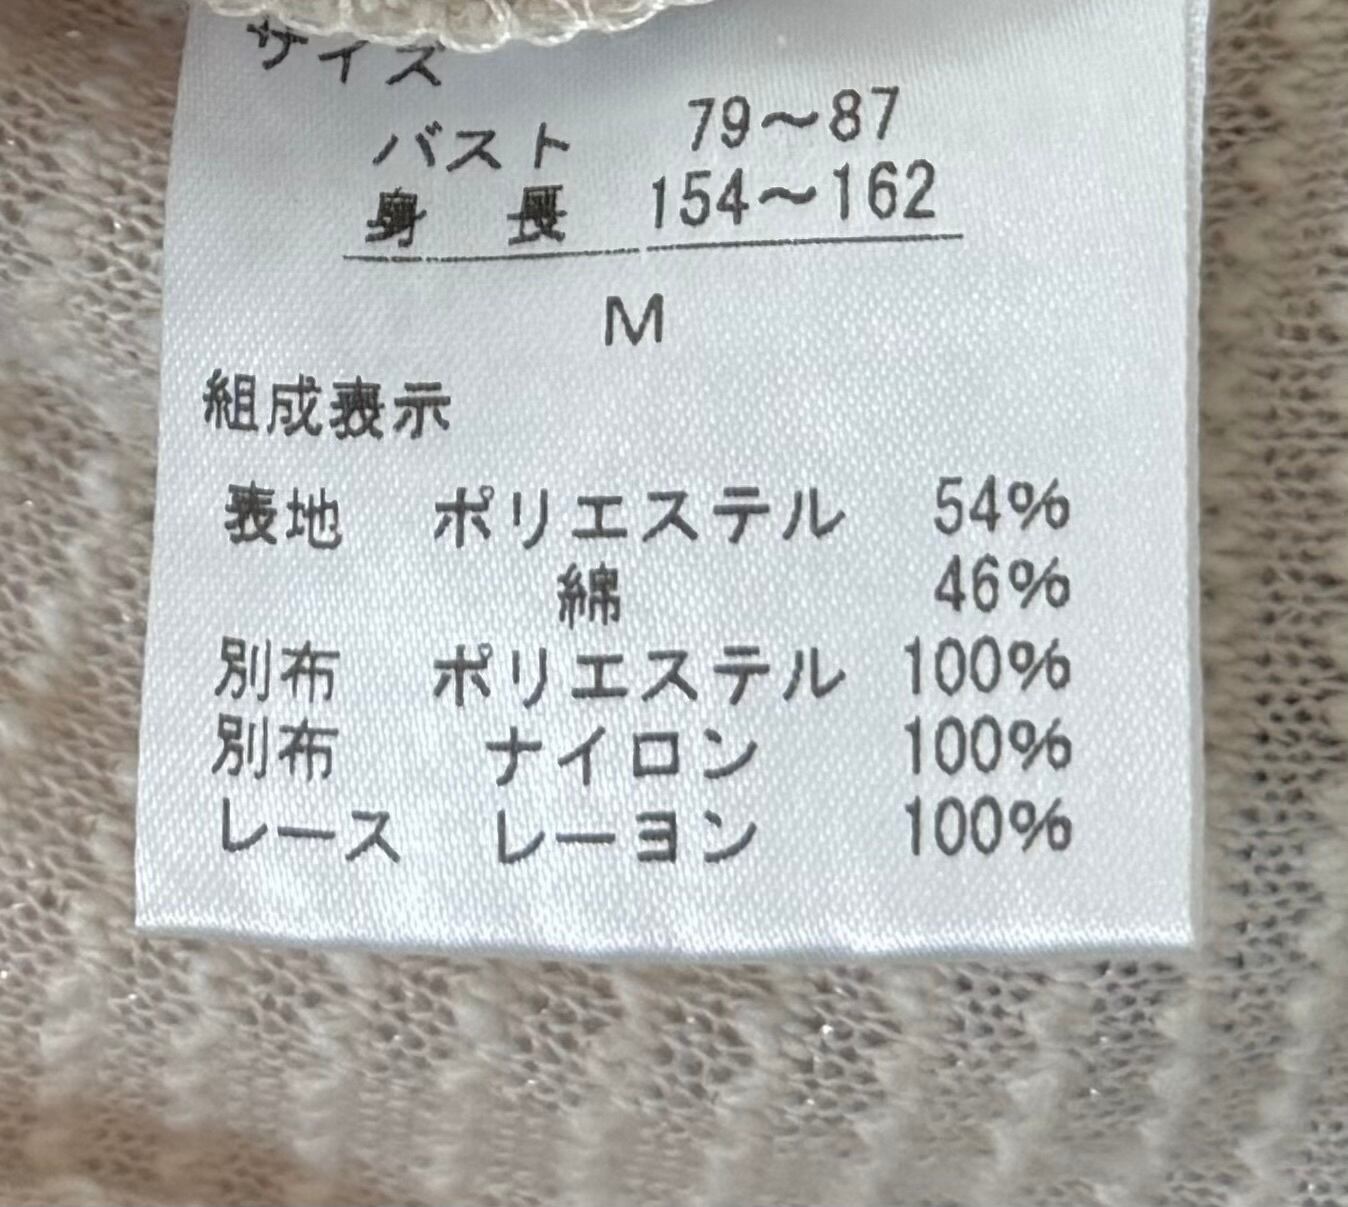 サイズ
バスト 79～87
身長 154～162
M
組成表示
表地 ポリエステル 54%
綿 46%
別布 ポリエステル 100%
別布 ナイロン 100%
レース レーヨン 100%